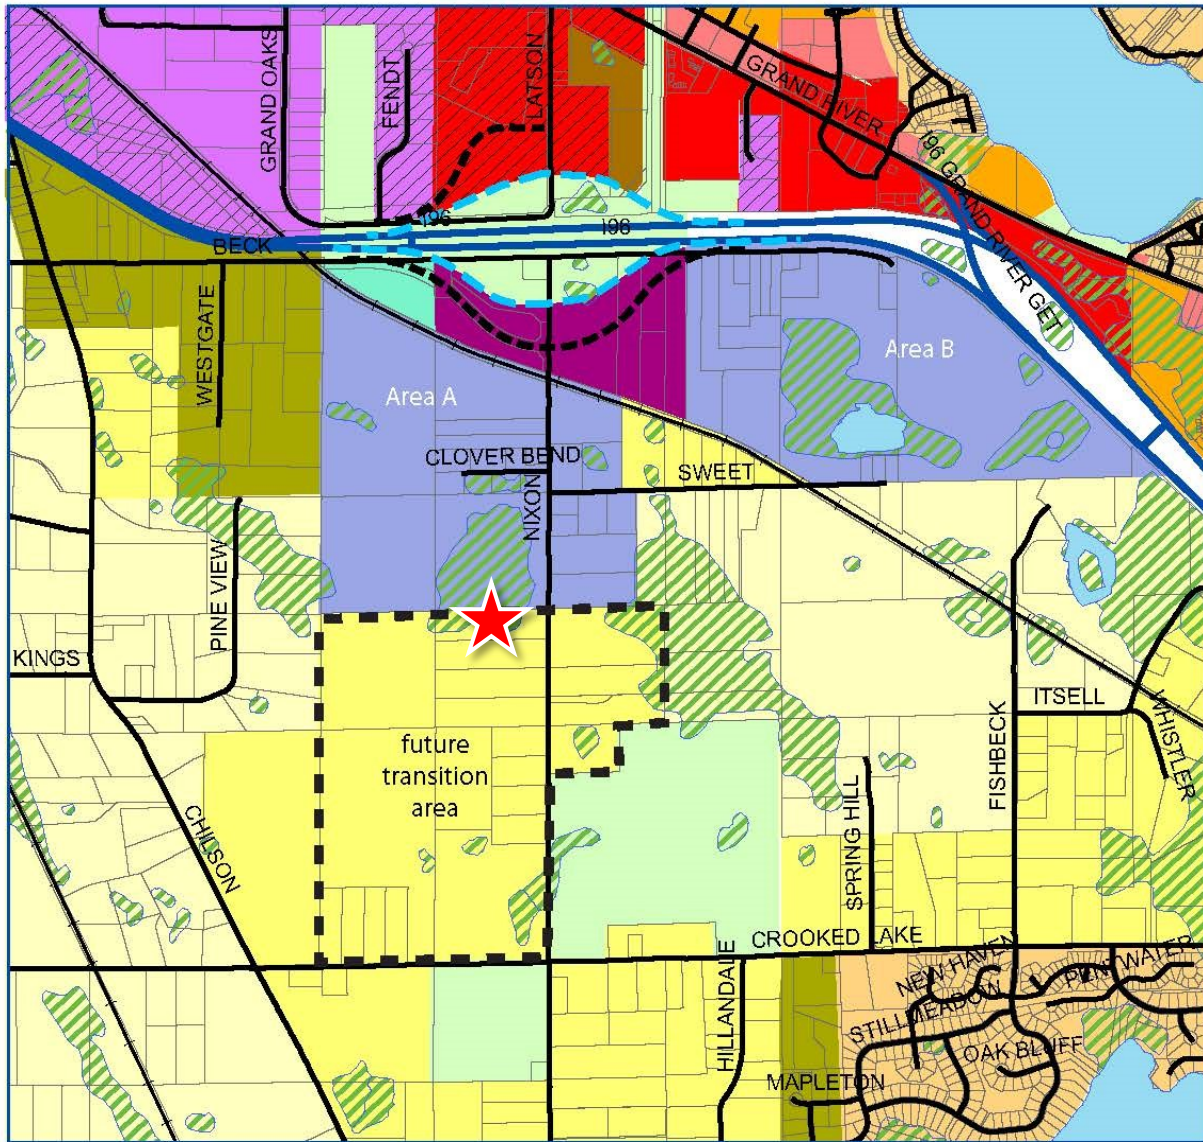 GRAND OAKS
FENDT
LATSON
GRAND RIVER
I96 GRAND RIVER GET
I96
I96
BECK
WESTGATE
Area A
Area B
CLOVER BEND
NIXON
SWEET
PINE VIEW
KINGS
CHILSON
future
transition
area
FISHBECK
ITSELL
WHISTLER
SPRING HILL
CROOKED LAKE
HILLANDALE
NEW HAVEN
PENTWATER
STILLMEADOW
OAK BLUFF
MAPLETON